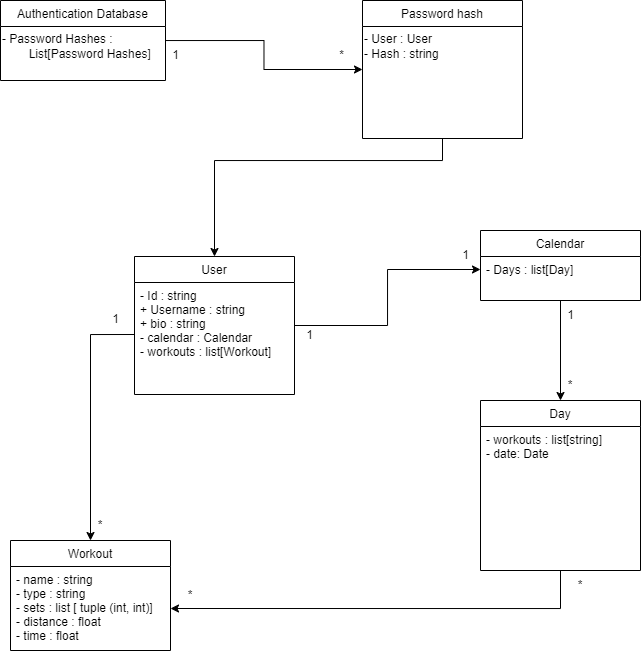 Authentication Database
- Password Hashes :
List[Password Hashes]
1
*
Password hash
- User : User
- Hash : string
User
- Id : string
+ Username : string
+ bio : string
- calendar : Calendar
- workouts : list[Workout]
1
1
1
Calendar
- Days : list[Day]
1
*
Day
- workouts : list[string]
- date: Date
*
*
*
Workout
- name : string
- type : string
- sets : list [ tuple (int, int)]
- distance : float
- time : float